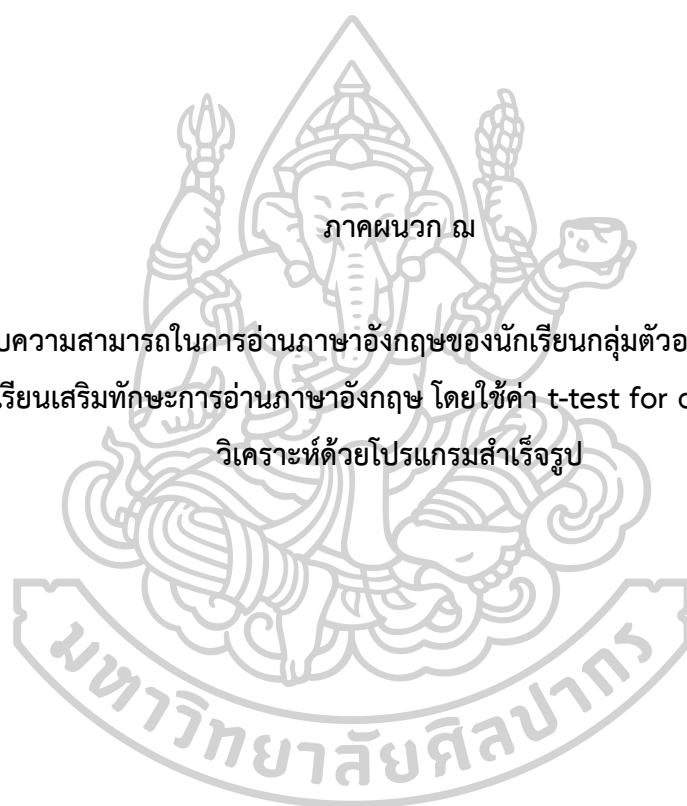 ภาคผนวก ฌ
บความสามารถในการอ่านภาษาอังกฤษของนักเรียนกลุ่มตัวอ
รียนเสริมทักษะการอ่านภาษาอังกฤษ โดยใช้ค่า t-test for d
วิเคราะห์ด้วยโปรแกรมสำเร็จรูป
มหาวิทยาลัยศิลปากร